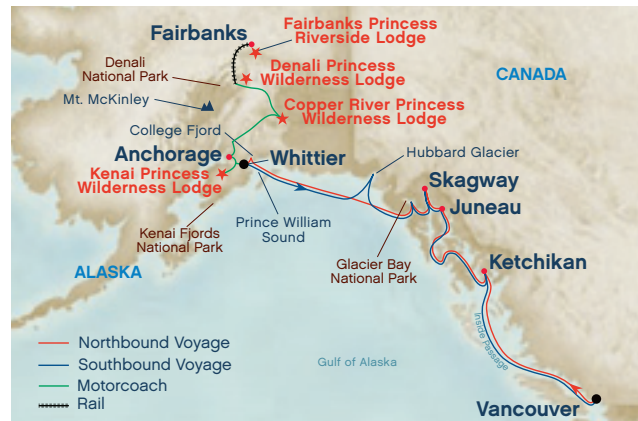 Fairbanks
Fairbanks Princess
Riverside Lodge
Denali
National Park
Denali Princess
Wilderness Lodge
CANADA
Mt. McKinley
Copper River Princess
Wilderness Lodge
College Fjord
Anchorage
Whittier
Hubbard Glacier
Kenai Princess
Wilderness Lodge
Skagway
Juneau
Prince William
Sound
Kenai Fjords
National Park
Glacier Bay
National Park
Ketchikan
ALASKA
Inside Passage
Northbound Voyage
Southbound Voyage
Motorcoach
Rail
Gulf of Alaska
Vancouver